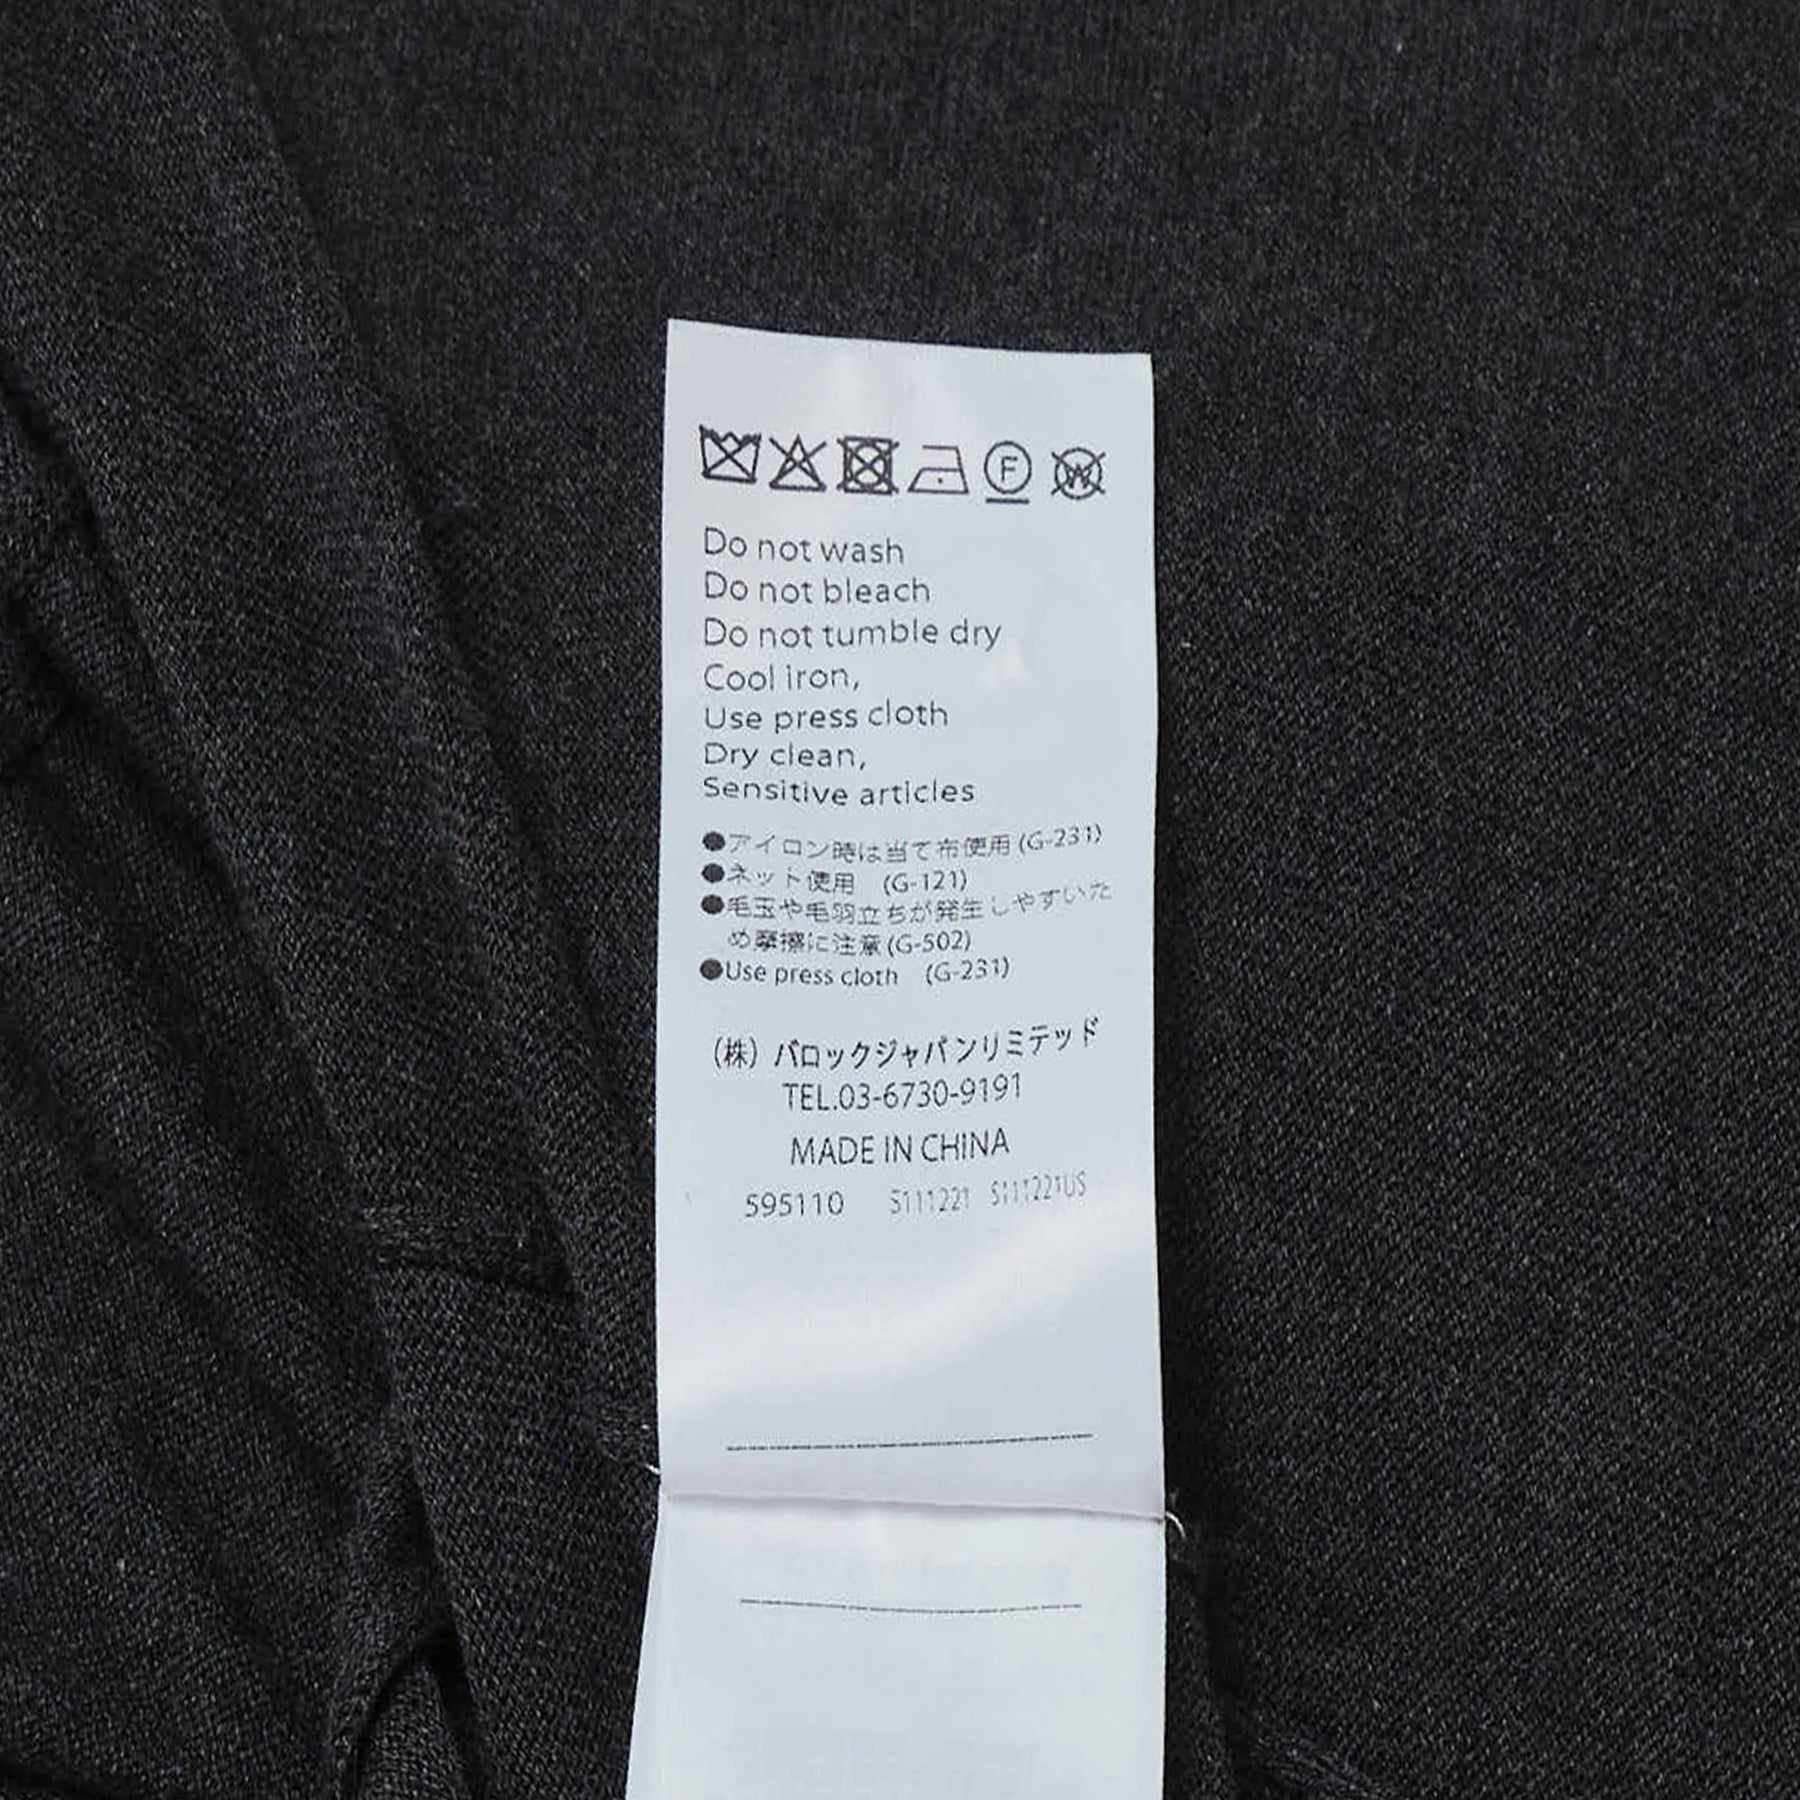 F W
Do not wash
Do not bleach
Do not tumble dry
Cool iron,
Use press cloth
Dry clean,
Sensitive articles
●アイロン時は当て布使用 (G-231)
●ネット使用 (G-121)
●毛玉や毛羽立ちが発生しやすいた
め摩擦に注意 (G-502)
●Use press cloth (G-231)
(株) バロックジャパンリミテッド
TEL.03-6730-9191
MADE IN CHINA
595110 S111221 S111221US